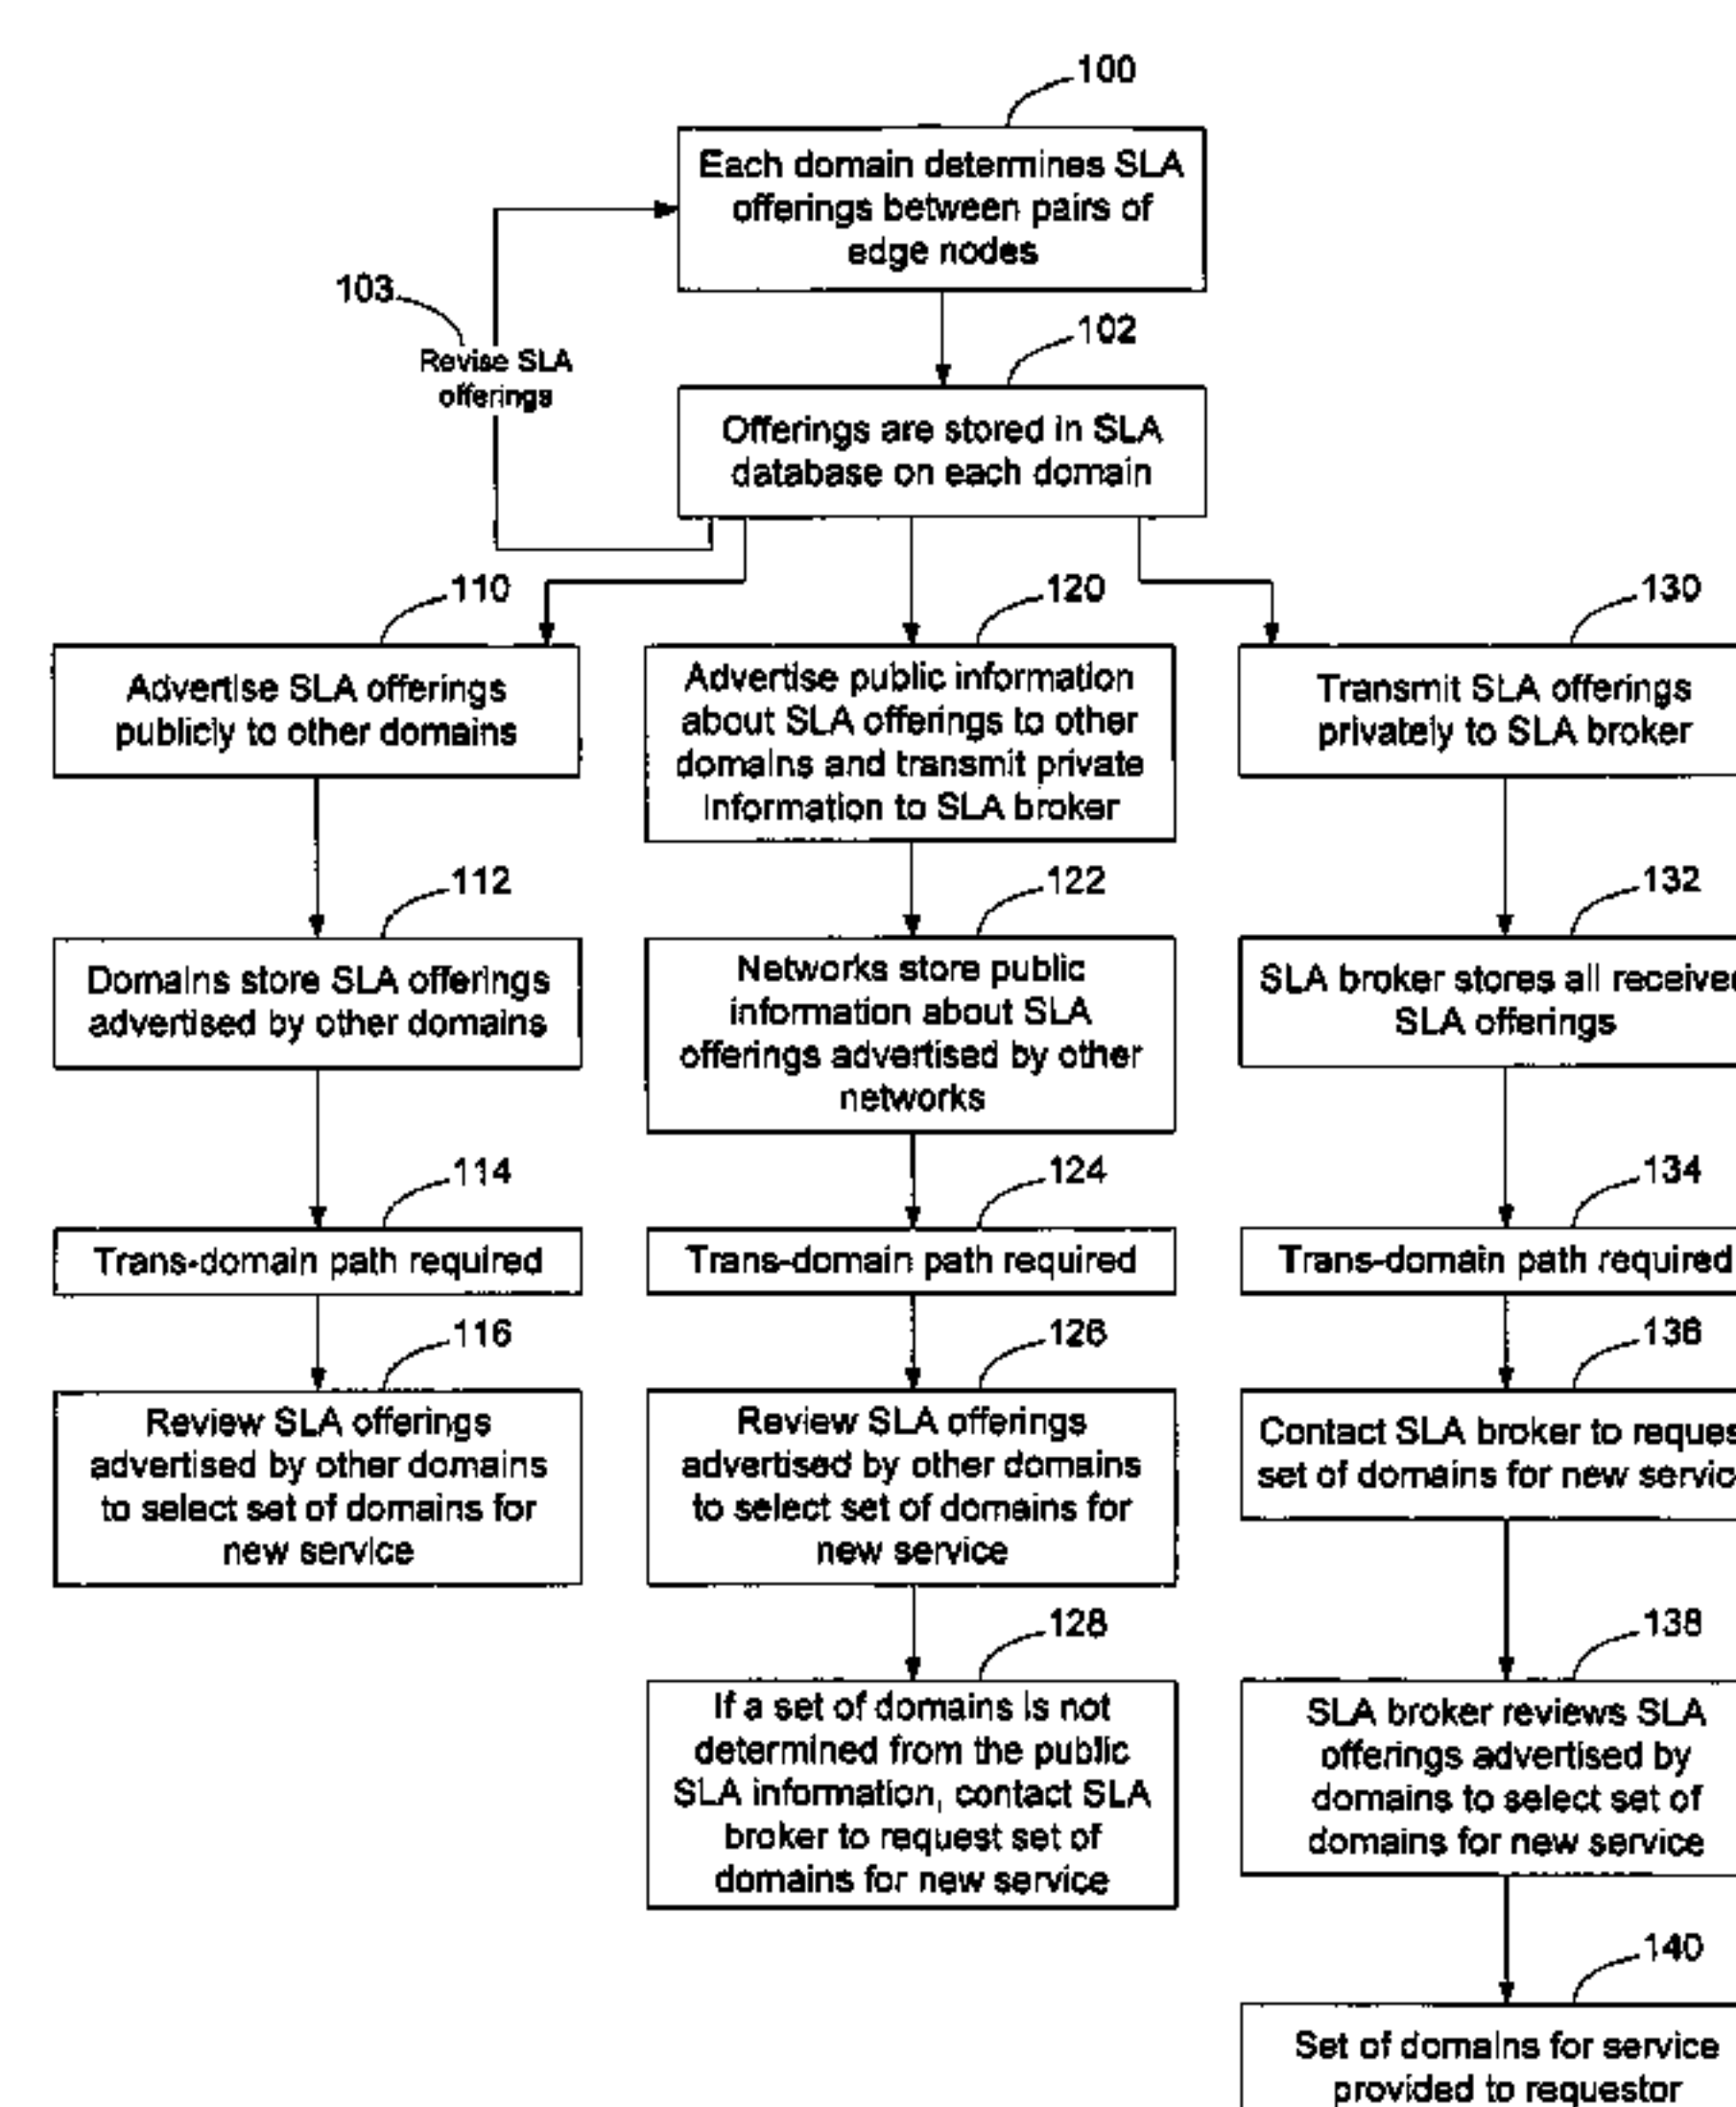 100
Each domain determines SLA
offerings between pairs of
edge nodes
103
Revise SLA
offerings
102
Offerings are stored in SLA
database on each domain
110
Advertise SLA offerings
publicly to other domains
112
Domains store SLA offerings
advertised by other domains
114
Trans-domain path required
116
Review SLA offerings
advertised by other domains
to select set of domains for
new service
120
Advertise public information
about SLA offerings to other
domains and transmit private
information to SLA broker
122
Networks store public
information about SLA
offerings advertised by other
networks
124
Trans-domain path required
126
Review SLA offerings
advertised by other domains
to select set of domains for
new service
128
If a set of domains is not
determined from the public
SLA information, contact SLA
broker to request set of
domains for new service
130
Transmit SLA offerings
privately to SLA broker
132
SLA broker stores all received
SLA offerings
134
Trans-domain path required
136
Contact SLA broker to reques
set of domains for new servic
138
SLA broker reviews SLA
offerings advertised by
domains to select set of
domains for new service
140
Set of domains for service
provided to requestor